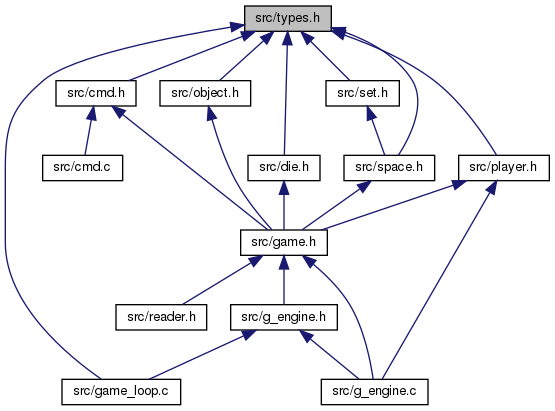 src/types.h
src/cmd.h
src/object.h
src/set.h
src/cmd.c
src/die.h
src/space.h
src/player.h
src/game.h
src/reader.h
src/g_engine.h
src/game_loop.c
src/g_engine.c